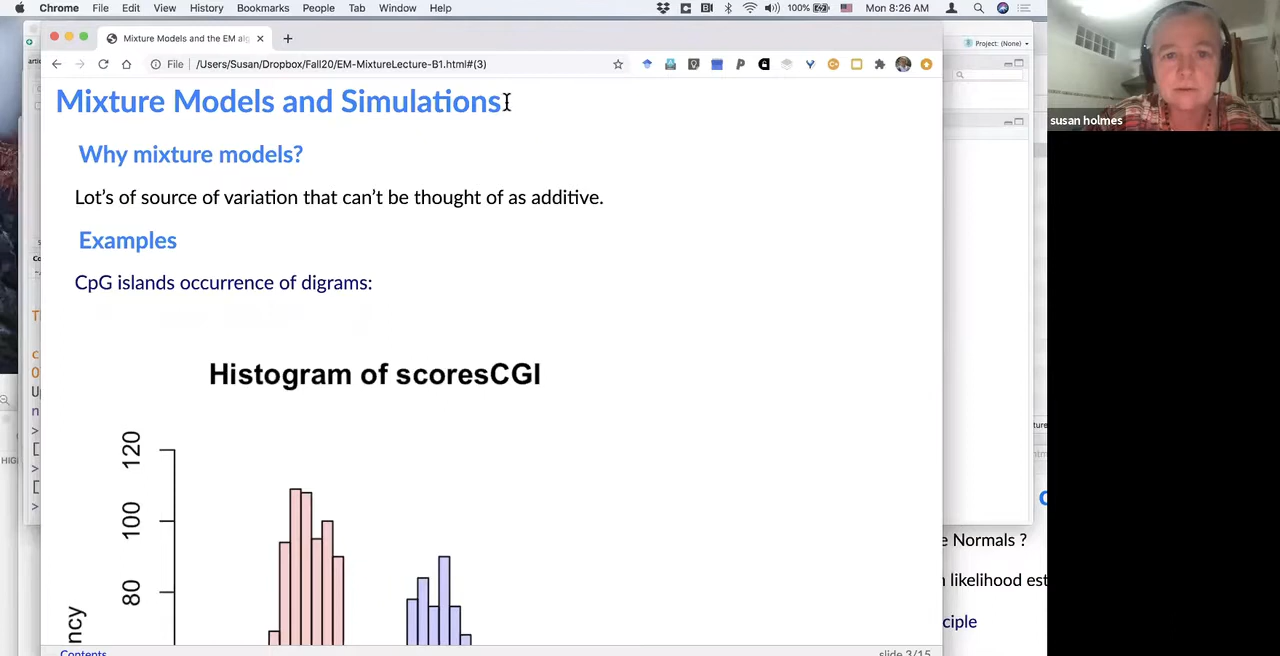 Chrome File Edit View History Bookmarks People Tab Window Help 100% Mon 8:26 AM
Mixture Models and the EM alg
Project: (None)
File /Users/Susan/Dropbox/Fall20/EM-MixtureLecture-B1.html#(3)
susan holmes
Mixture Models and Simulations
Why mixture models?
Lot's of source of variation that can't be thought of as additive.
Examples
CpG islands occurrence of digrams:
Histogram of scoresCGI
120
100
80
ncy
e Normals ?
likelihood est
ciple
Contents
slide 3/15